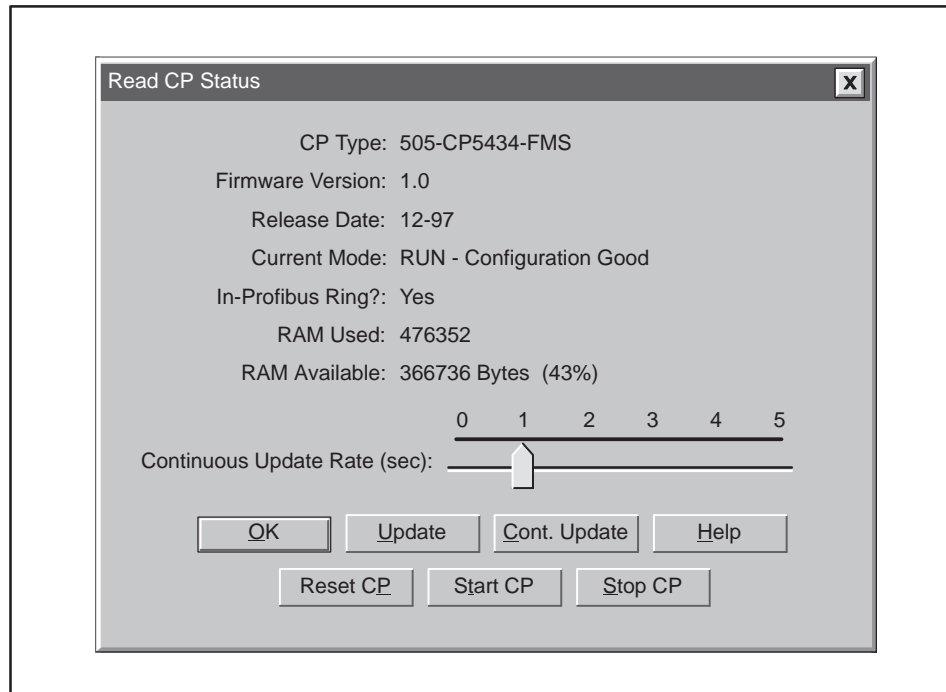 Read CP Status
X
CP Type: 505-CP5434-FMS
Firmware Version: 1.0
Release Date: 12-97
Current Mode: RUN - Configuration Good
In-Profibus Ring?: Yes
RAM Used: 476352
RAM Available: 366736 Bytes (43%)
0 1 2 3 4 5
Continuous Update Rate (sec):
OK Update Cont. Update Help
Reset CP Start CP Stop CP